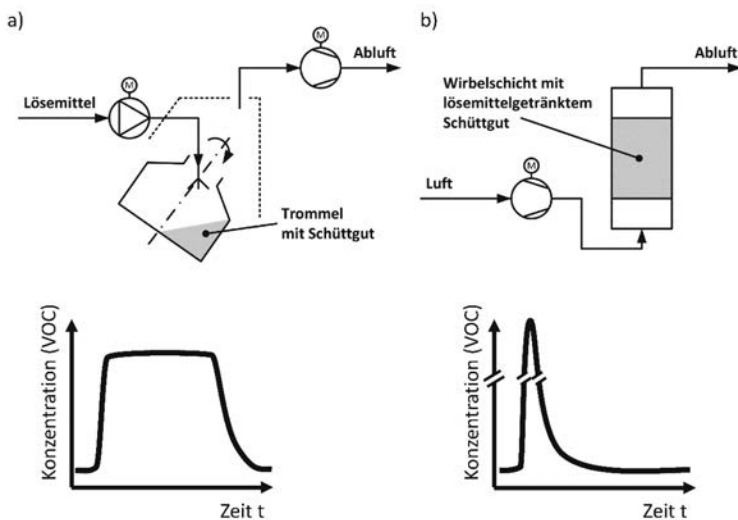 a)
M
Abluft
M
Lösemittel
Trommel
mit Schüttgut
Konzentration (VOC)
Zeit t
b)
Abluft
Wirbelschicht mit
lösemittelgetränktem
Schüttgut
M
Luft
Konzentration (VOC)
Zeit t